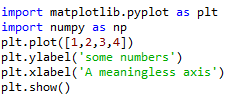 import matplotlib.pyplot as plt
import numpy as np
plt.plot([1,2,3,4])
plt.ylabel('some numbers')
plt.xlabel('A meaningless axis')
plt.show()